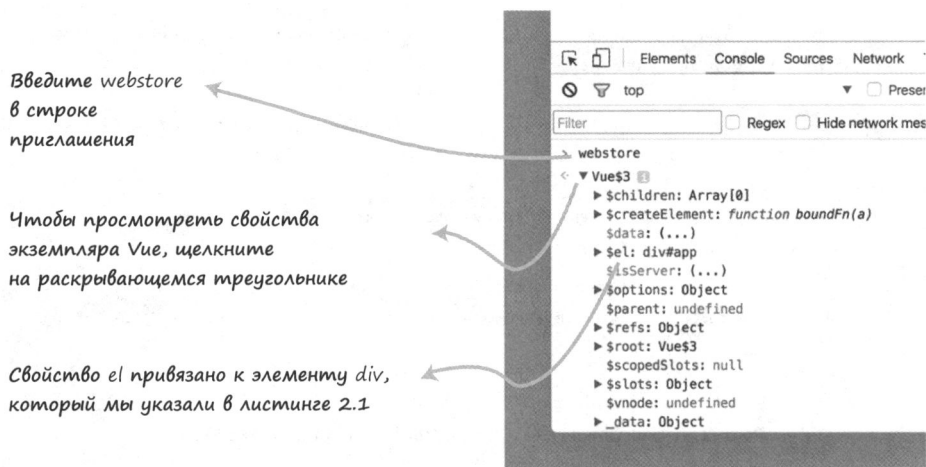 Введите webstore
в строке
приглашения
Чтобы просмотреть свойства
экземпляра Vue, щелкните
на раскрывающемся треугольнике
Свойство el привязано к элементу div,
который мы указали в листинге 2.1
Elements Console Sources Network
top ▼
Filter Regex Hide network mes
> webstore
<· ▼ Vue$3 i
▶ $children: Array[0]
▶ $createElement: function boundFn(a)
$data: (...)
▶ $el: div#app
$isServer: (...)
▶ $options: Object
$parent: undefined
▶ $refs: Object
▶ $root: Vue$3
$scopedSlots: null
▶ $slots: Object
$vnode: undefined
▶ _data: Object